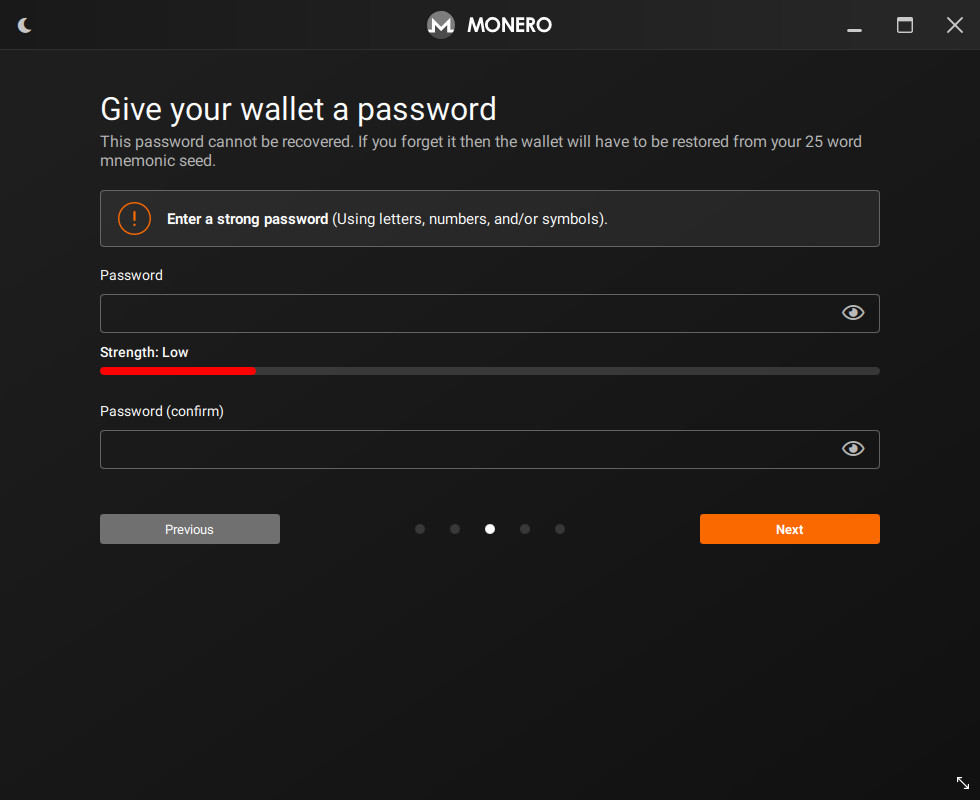 MONERO
Give your wallet a password
This password cannot be recovered. If you forget it then the wallet will have to be restored from your 25 word
mnemonic seed.
Enter a strong password (Using letters, numbers, and/or symbols).
Password
Strength: Low
Password (confirm)
Previous
Next